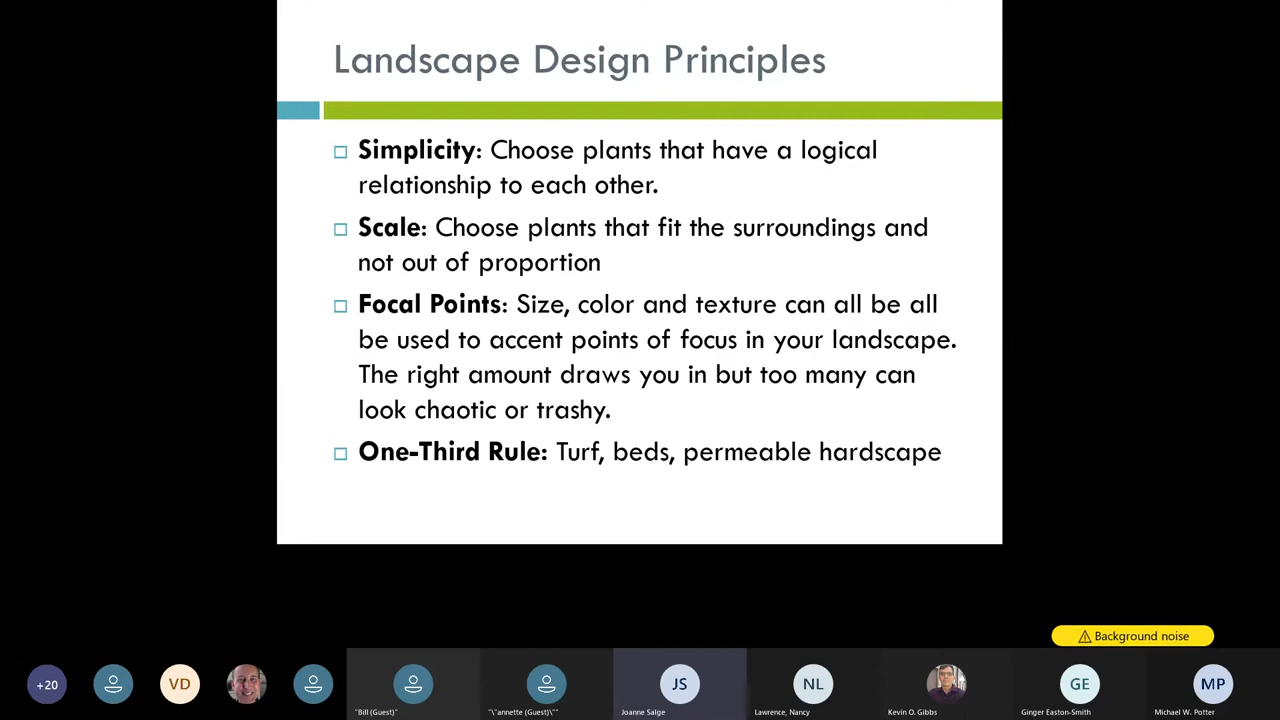 Landscape Design Principles
Simplicity: Choose plants that have a logical
relationship to each other.
Scale: Choose plants that fit the surroundings and
not out of proportion
Focal Points: Size, color and texture can all be all
be used to accent points of focus in your landscape.
The right amount draws you in but too many can
look chaotic or trashy.
One-Third Rule: Turf, beds, permeable hardscape
Background noise
+20
VD
JS
NL
GE
MP
"Bill (Guest)"
"\"annette (Guest)\""
Joanne Salge
Lawrence, Nancy
Kevin O. Gibbs
Ginger Easton-Smith
Michael W. Potter